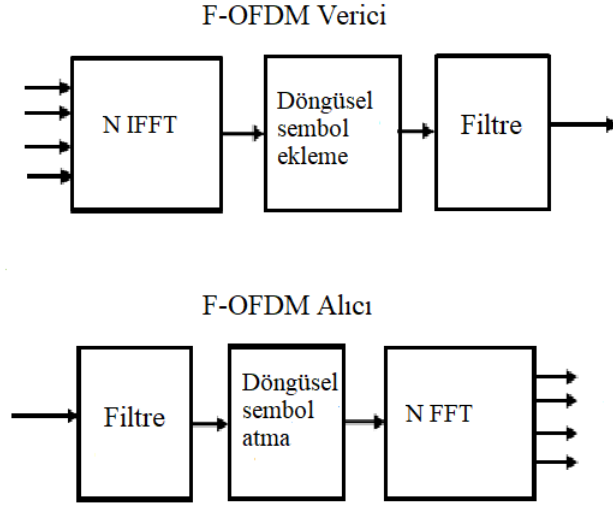 F-OFDM Verici
N IFFT
Döngüsel
sembol
ekleme
Filtre
F-OFDM Alıcı
Filtre
Döngüsel
sembol
atma
N FFT